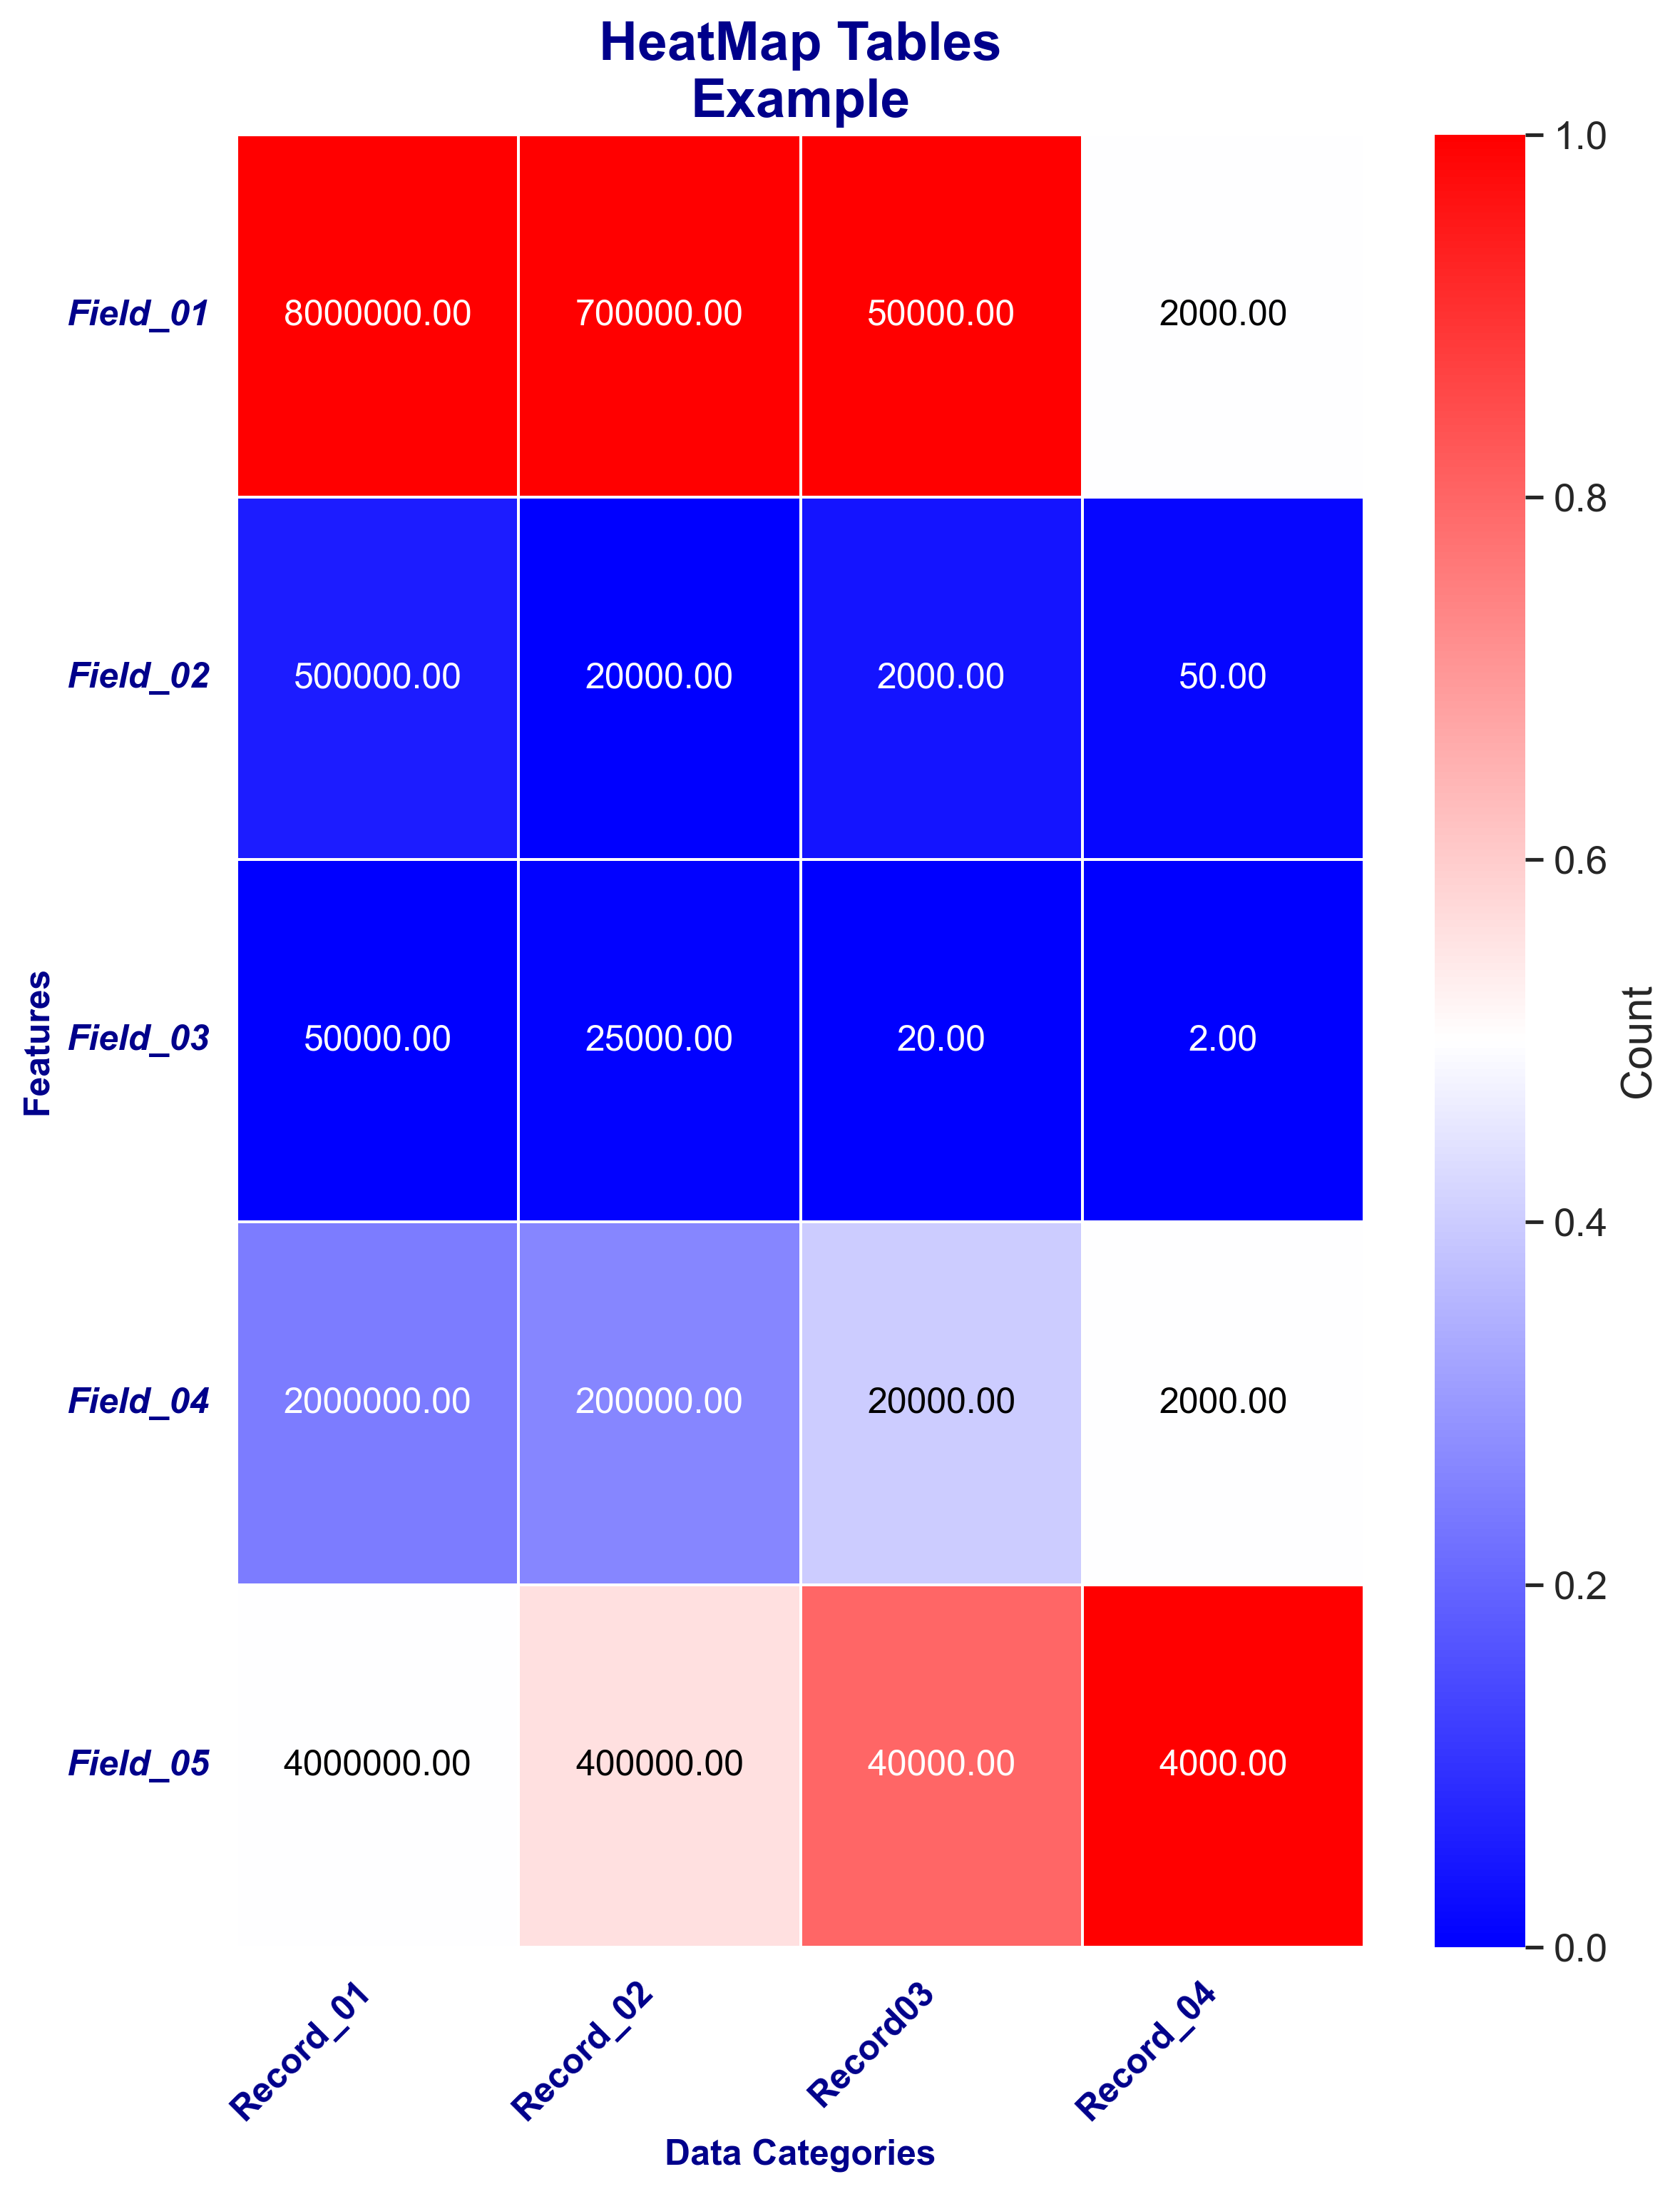 HeatMap Tables
Example
Field_01
8000000.00
700000.00
50000.00
2000.00
Field_02
500000.00
20000.00
2000.00
50.00
Field_03
50000.00
25000.00
20.00
2.00
Field_04
2000000.00
200000.00
20000.00
2000.00
Field_05
4000000.00
400000.00
40000.00
4000.00
Features
Record_01
Record_02
Record03
Record_04
Data Categories
1.0
0.8
0.6
0.4
0.2
0.0
Count